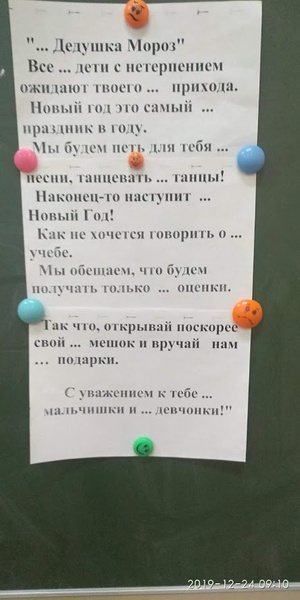 "... Дедушка Мороз"
Все ... дети с нетерпением
ожидают твоего ... прихода.
Новый год это самый ...
праздник в году.
Мы будем петь для тебя ...
песни, танцевать ... танцы!
Наконец-то наступит ...
Новый Год!
Как не хочется говорить о ...
учебе.
Мы обещаем, что будем
получать только ... оценки.
Так что, открывай поскорее
свой ... мешок и вручай нам
... подарки.
С уважением к тебе ...
мальчишки и ... девчонки!"
2019-12-24 09:10